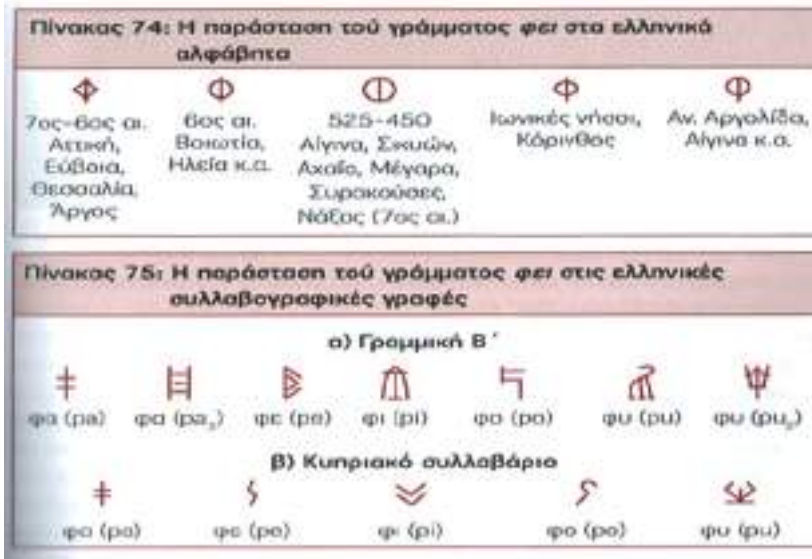 Πίνακας 74: Η παράσταση τού γράμματος φει στα ελληνικά
αλφάβητα
7ος-6ος αι.
Αττική,
Εύβοια,
Θεσσαλία,
Άργος
6ος αι.
Βοιωτία,
Ηλεία κ.α.
525-450
Αίγινα, Σικυών,
Αχαΐα, Μέγαρα,
Συρακούσες,
Νάξος (7ος αι.)
Ιωνικές νήσοι,
Κόρινθος
Αν. Αργολίδα,
Αίγινα κ.α.
Πίνακας 75: Η παράσταση τού γράμματος φει στις ελληνικές
συλλαβογραφικές γραφές
α) Γραμμική Β΄
φα (pa) φα (pa₃) φε (pe) φι (pi) φο (po) φυ (pu) φυ (pu₂)
β) Κυπριακό συλλαβάριο
φα (pa) φε (pe) φι (pi) φο (po) φυ (pu)